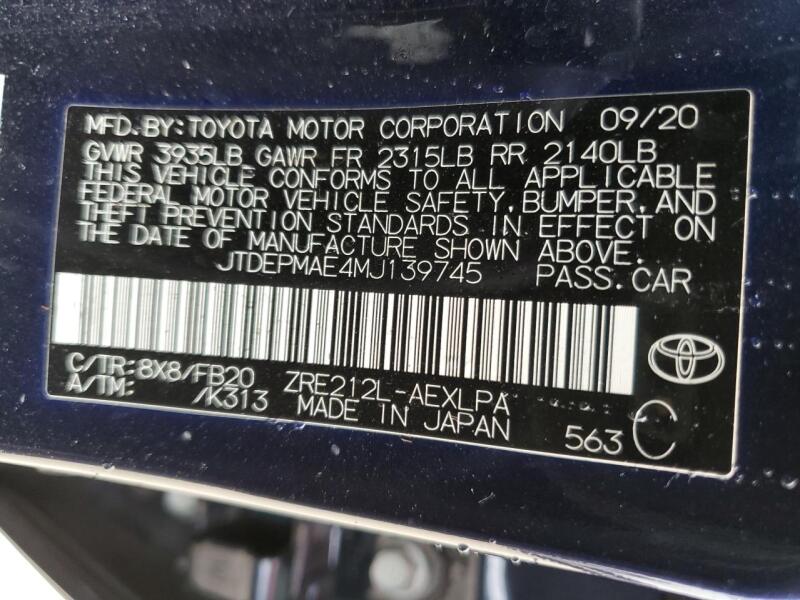 MFD.BY:TOYOTA MOTOR CORPORATION 09/20
GVWR 3935LB GAWR FR 2315LB RR 2140LB
THIS VEHICLE CONFORMS TO ALL APPLICABLE
FEDERAL MOTOR VEHICLE SAFETY,BUMPER,AND
THEFT PREVENTION STANDARDS IN EFFECT ON
THE DATE OF MANUFACTURE SHOWN ABOVE.
JTDEPMAE4MJ139745 PASS.CAR
C/TR:8X8/FB20 ZRE212L-AEXLPA
A/TM: /K313 MADE IN JAPAN 563 C